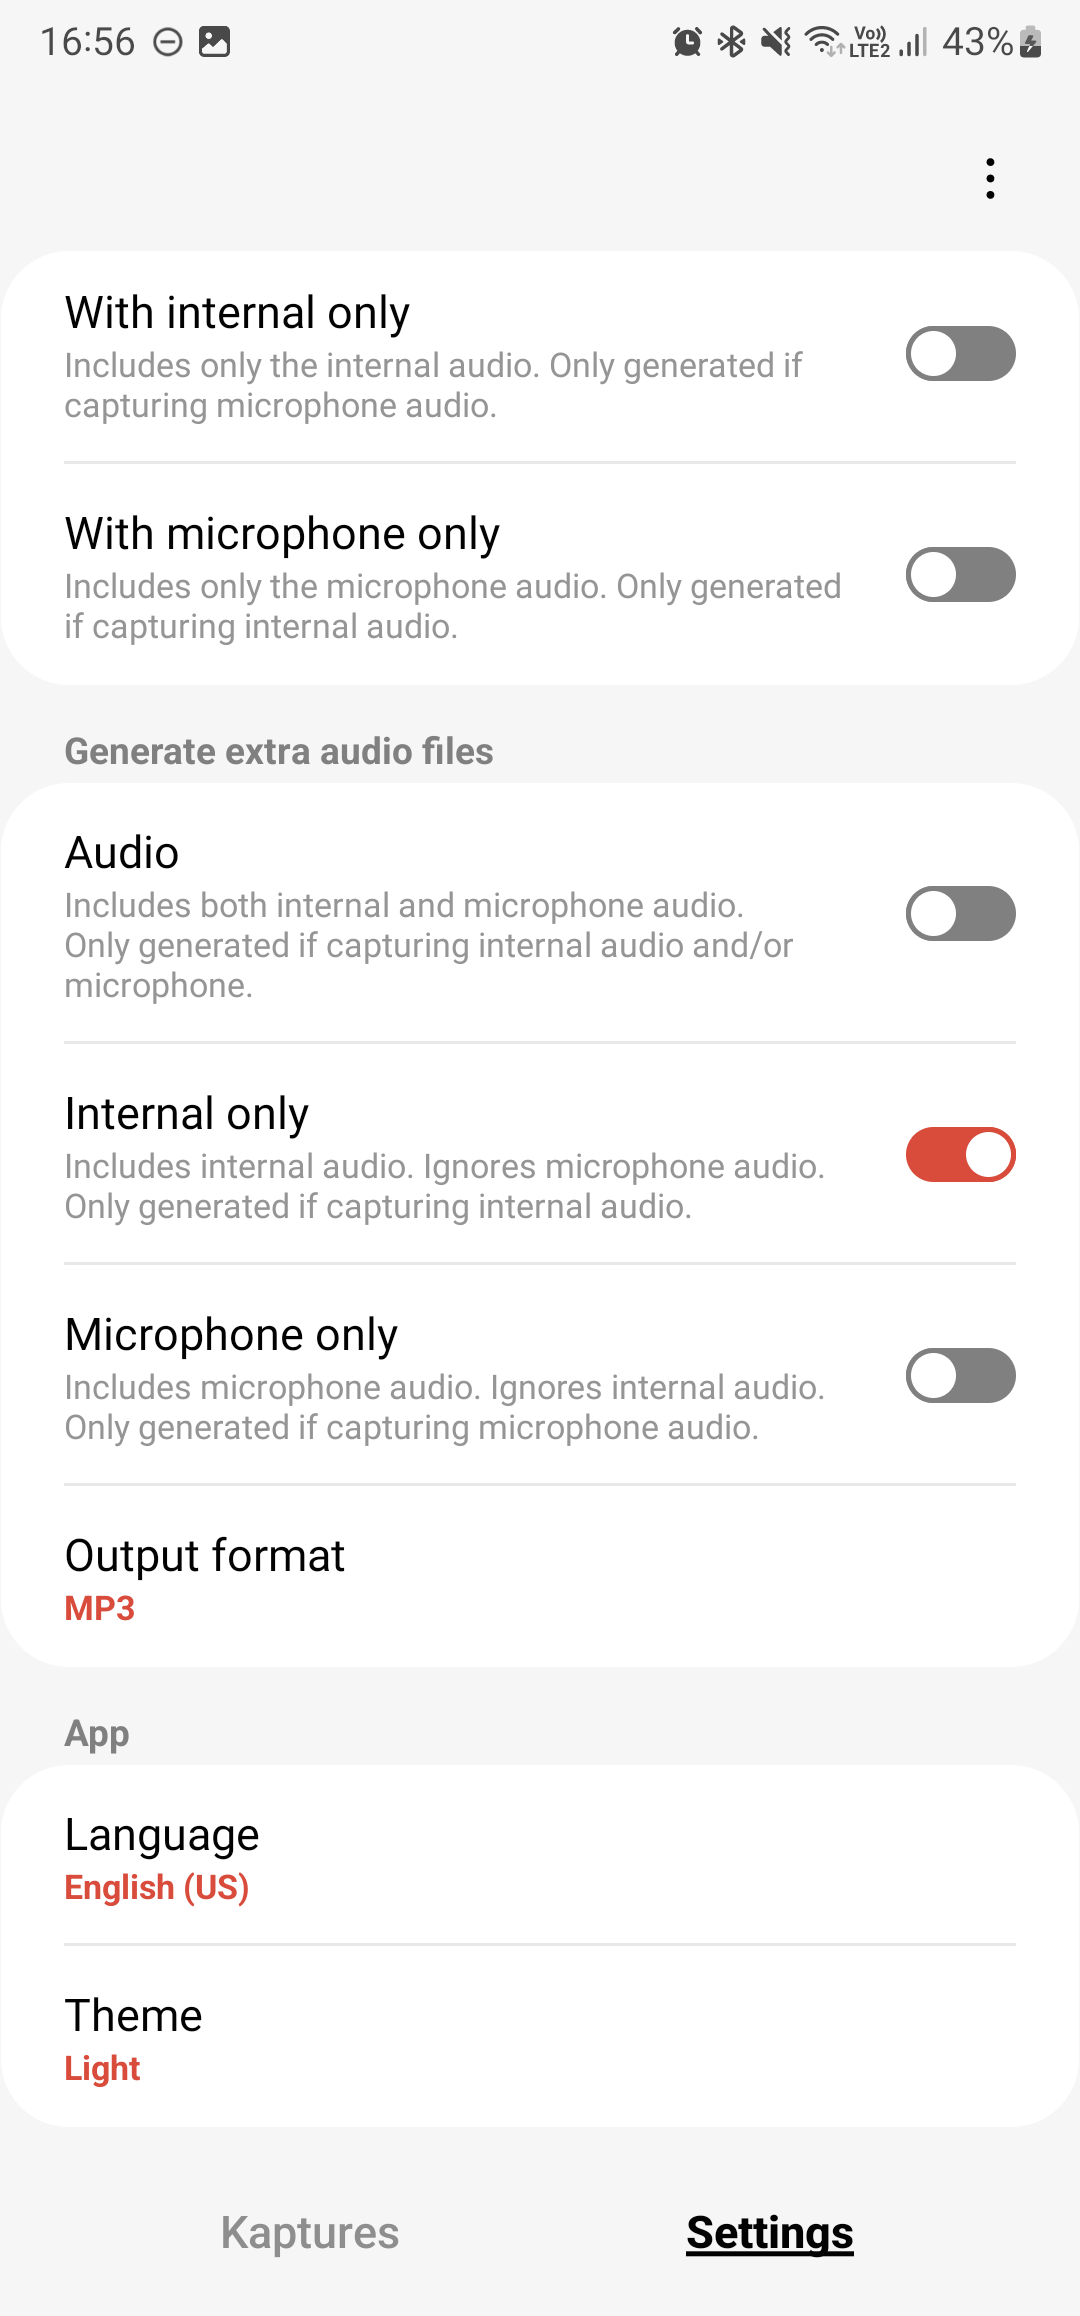 16:56
Vo)) LTE2 43%
With internal only
Includes only the internal audio. Only generated if
capturing microphone audio.
With microphone only
Includes only the microphone audio. Only generated
if capturing internal audio.
Generate extra audio files
Audio
Includes both internal and microphone audio.
Only generated if capturing internal audio and/or
microphone.
Internal only
Includes internal audio. Ignores microphone audio.
Only generated if capturing internal audio.
Microphone only
Includes microphone audio. Ignores internal audio.
Only generated if capturing microphone audio.
Output format
MP3
App
Language
English (US)
Theme
Light
Kaptures Settings